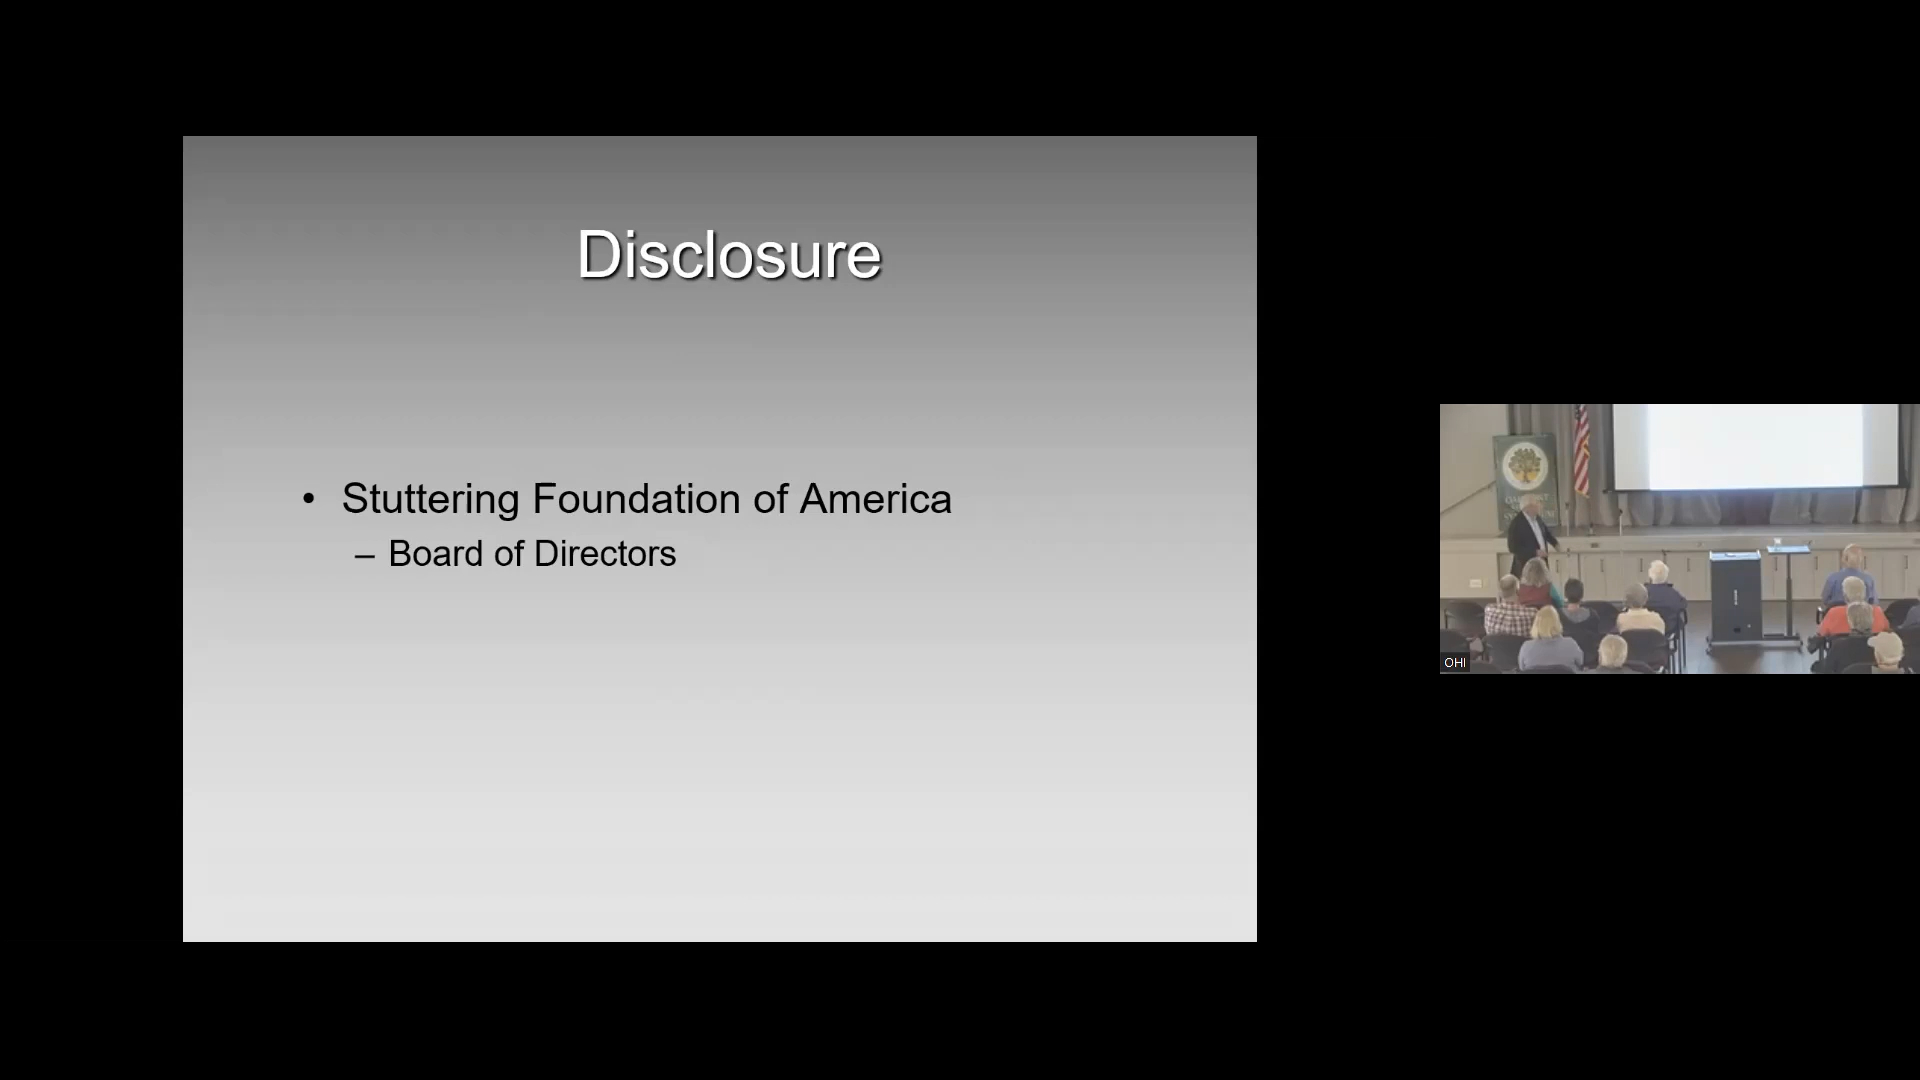 Disclosure
• Stuttering Foundation of America
– Board of Directors
OHI